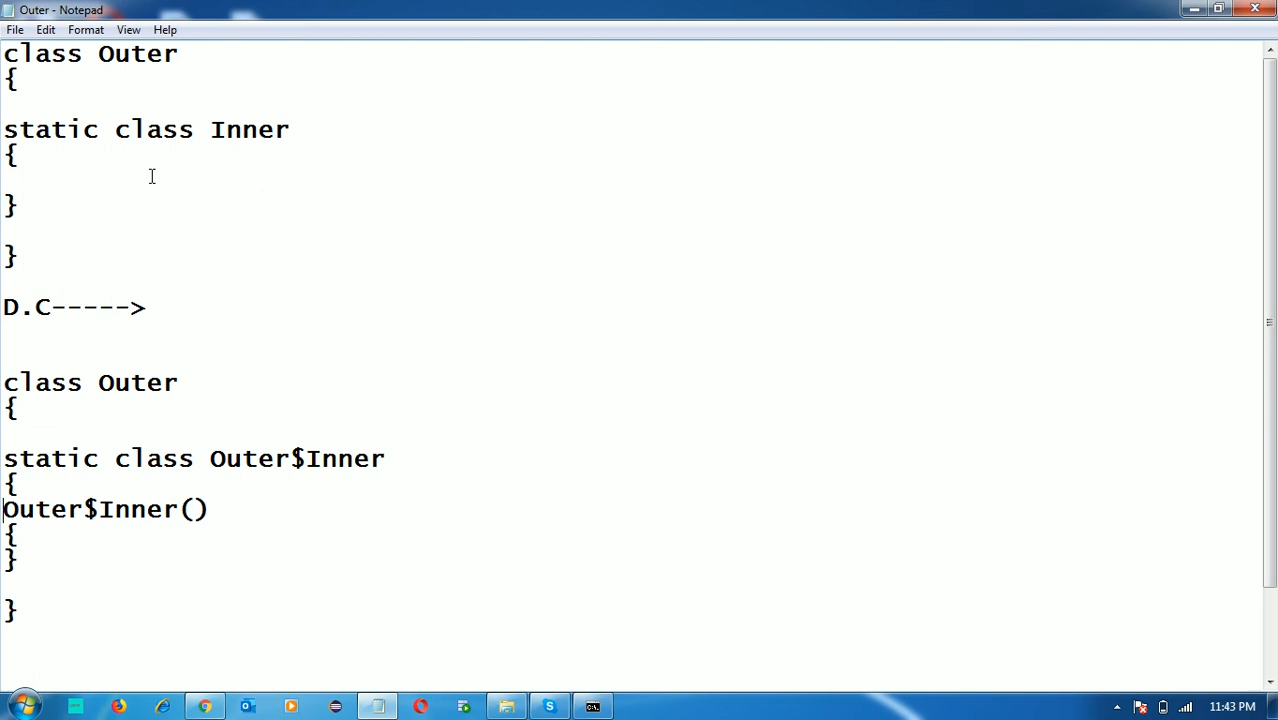 Outer - Notepad
File Edit Format View Help
class Outer
{
static class Inner
{
}
}
D.C----->
class Outer
{
static class Outer$Inner
{
Outer$Inner()
{
}
}
11:43 PM